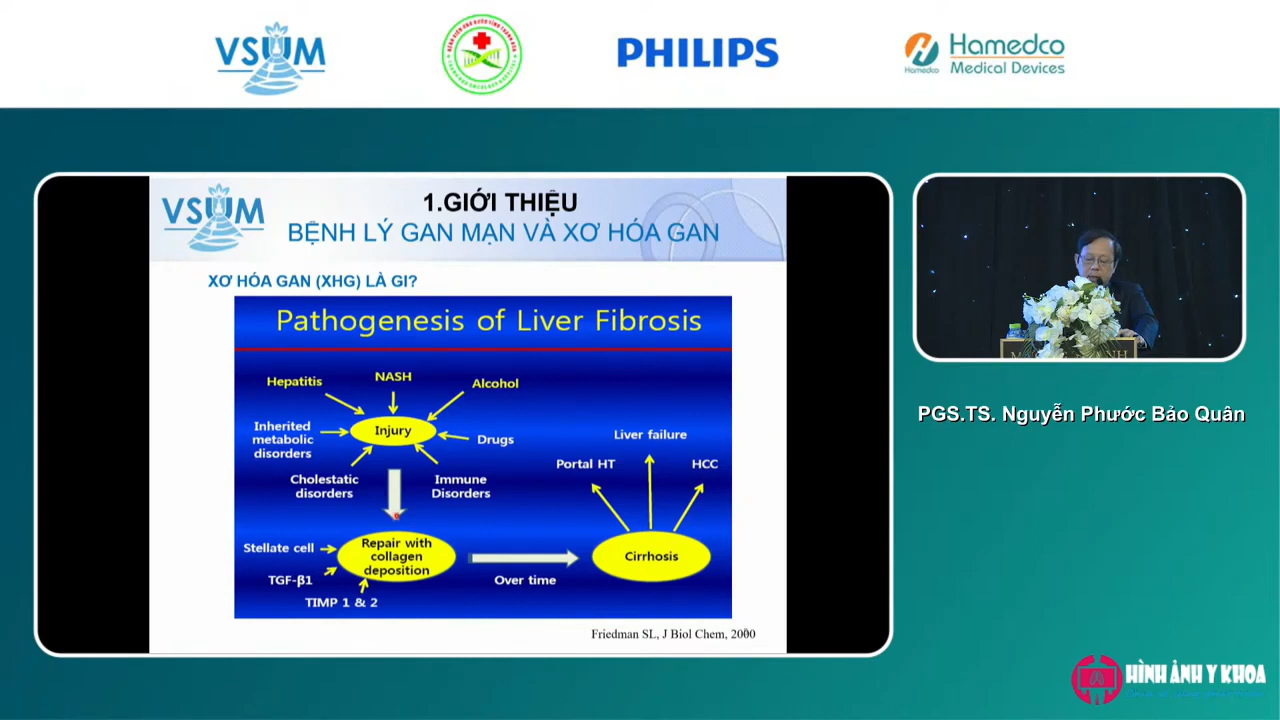 VSUM
PHILIPS
Hamedco
Hamedco
Medical Devices
VSUM
1.GIỚI THIỆU
BỆNH LÝ GAN MẠN VÀ XƠ HÓA GAN
XƠ HÓA GAN (XHG) LÀ GI?
Pathogenesis of Liver Fibrosis
Hepatitis
NASH
Alcohol
Inherited
metabolic
disorders
Injury
Drugs
Cholestatic
disorders
Immune
Disorders
Liver failure
Portal HT
HCC
Stellate cell
Repair with
collagen
deposition
Cirrhosis
TGF-β1
Over time
TIMP 1 & 2
Friedman SL, J Biol Chem, 2000
PGS.TS. Nguyễn Phước Bảo Quân
HÌNH ẢNH Y KHOA